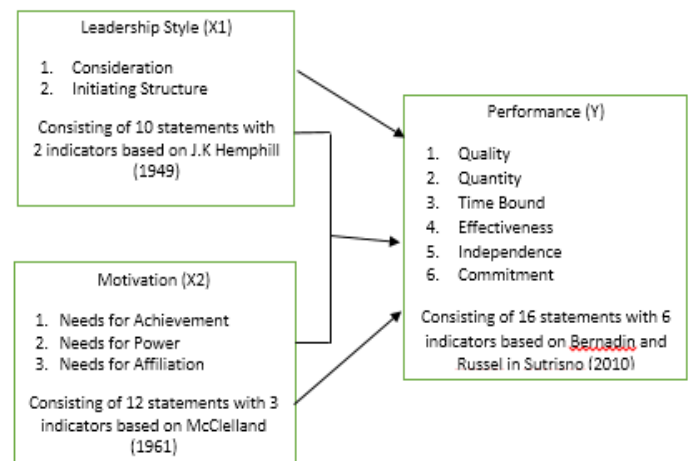 Leadership Style (X1)
1. Consideration
2. Initiating Structure
Consisting of 10 statements with
2 indicators based on J.K Hemphill
(1949)
Motivation (X2)
1. Needs for Achievement
2. Needs for Power
3. Needs for Affiliation
Consisting of 12 statements with 3
indicators based on McClelland
(1961)
Performance (Y)
1. Quality
2. Quantity
3. Time Bound
4. Effectiveness
5. Independence
6. Commitment
Consisting of 16 statements with 6
indicators based on Bernadin and
Russel in Sutrisno (2010)